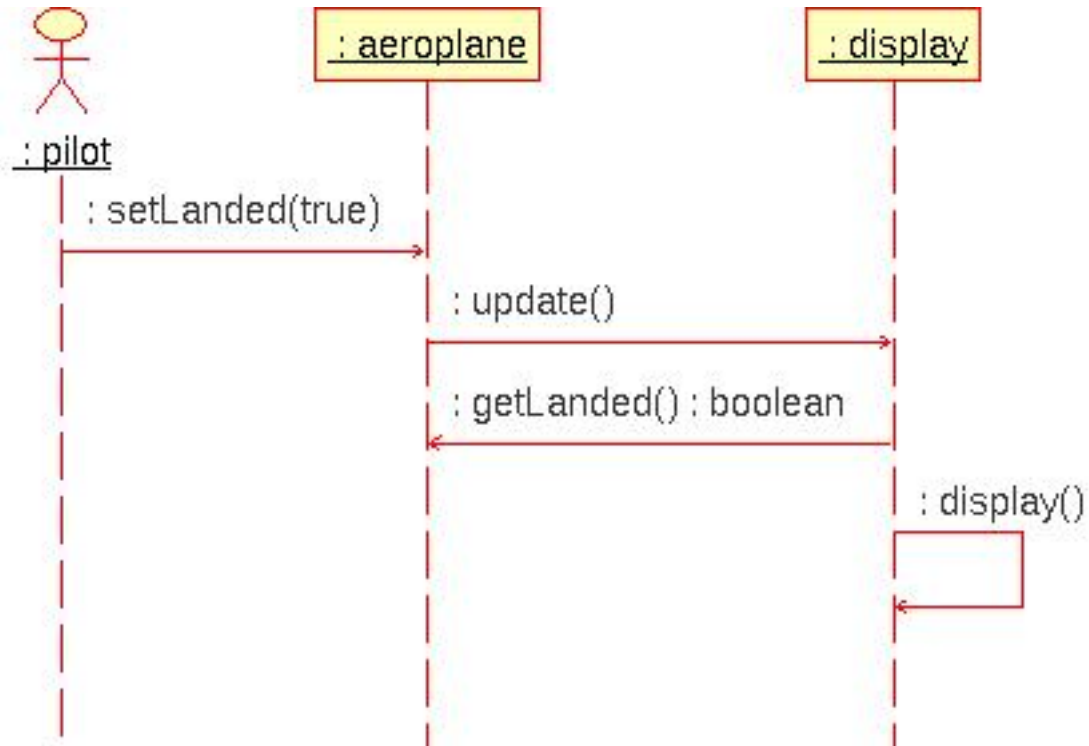 : aeroplane
: display
: pilot
: setLanded(true)
: update()
: getLanded() : boolean
: display()